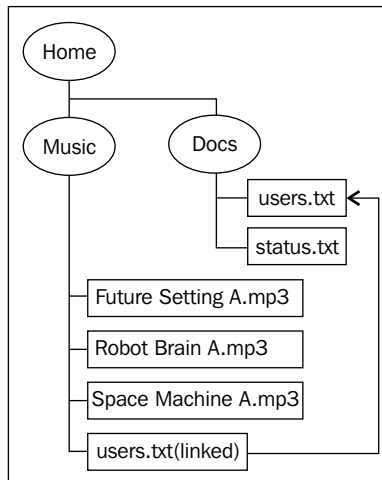 Home
Music
Docs
users.txt
status.txt
Future Setting A.mp3
Robot Brain A.mp3
Space Machine A.mp3
users.txt(linked)